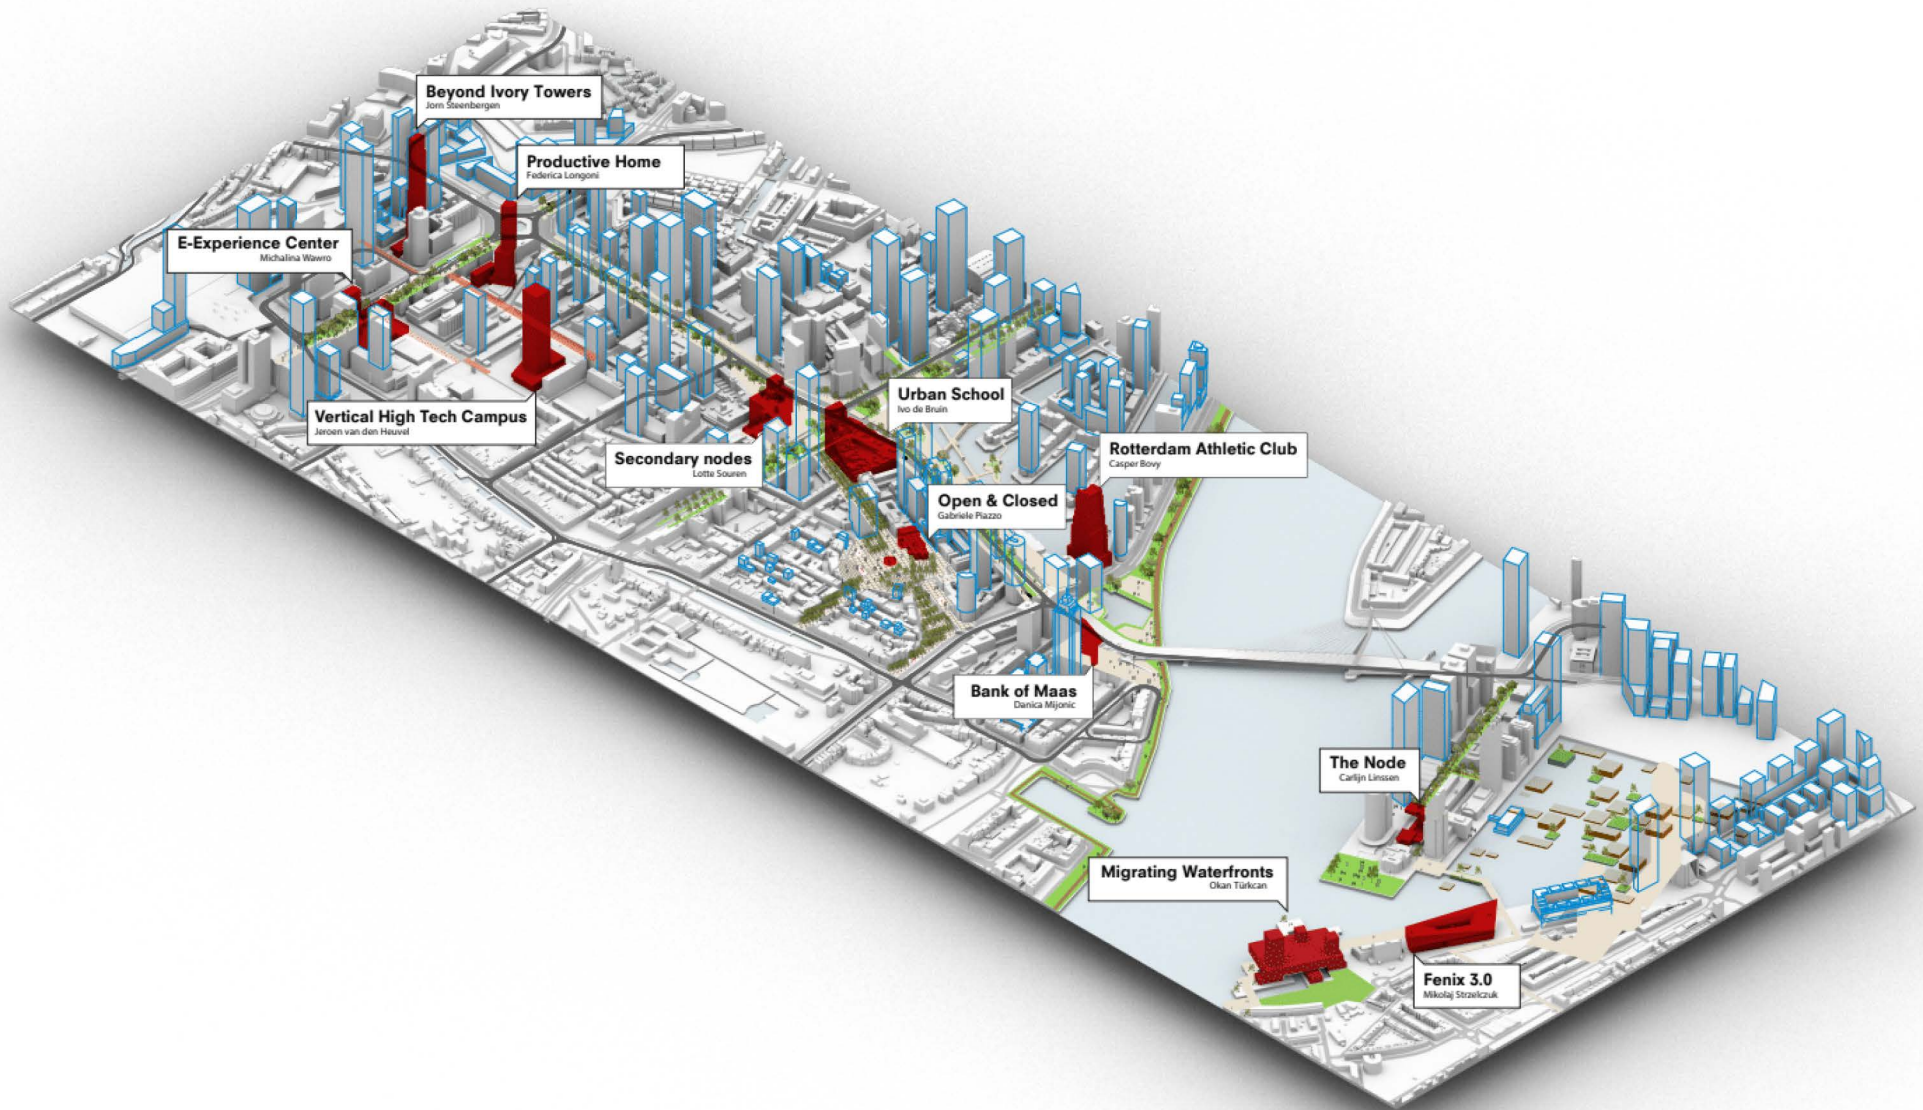 Beyond Ivory Towers
Jorn Steenbergen
Productive Home
Federica Longoni
E-Experience Center
Michalina Wawro
Vertical High Tech Campus
Jeroen van den Heuvel
Urban School
Ivo de Bruin
Secondary nodes
Lotte Souren
Rotterdam Athletic Club
Casper Bovy
Open & Closed
Gabriele Piazzo
Bank of Maas
Danica Mijonic
The Node
Carlijn Linssen
Migrating Waterfronts
Okan Türkcan
Fenix 3.0
Mikolaj Strzelczuk